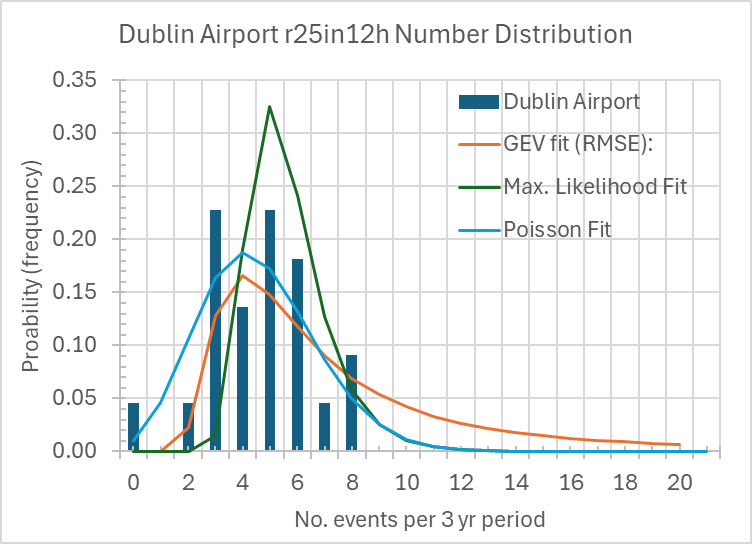 Dublin Airport r25in12h Number Distribution
0.35
0.30
0.25
0.20
0.15
0.10
0.05
0.00
Proability (frequency)
Dublin Airport
GEV fit (RMSE):
Max. Likelihood Fit
Poisson Fit
0 2 4 6 8 10 12 14 16 18 20
No. events per 3 yr period